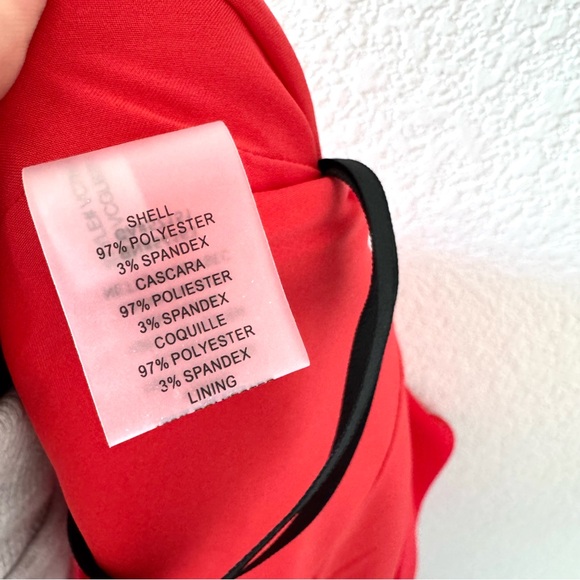 SHELL
97% POLYESTER
3% SPANDEX
CASCARA
97% POLIESTER
3% SPANDEX
COQUILLE
97% POLYESTER
3% SPANDEX
LINING